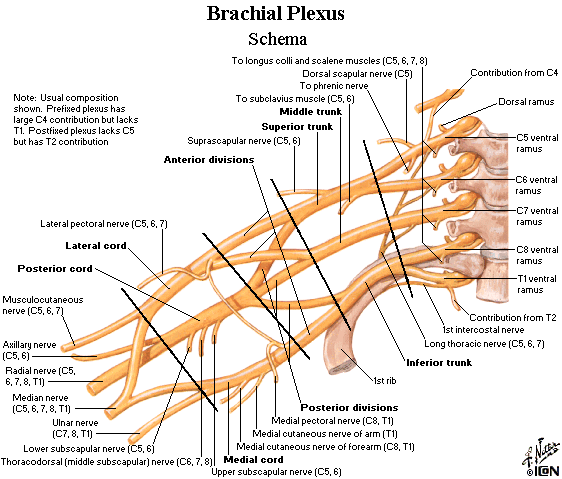 Brachial Plexus
Schema
To longus colli and scalene muscles (C5, 6, 7, 8)
Dorsal scapular nerve (C5)
Contribution from C4
To phrenic nerve
Note: Usual composition
shown. Prefixed plexus has
large C4 contribution but lacks
T1. Postfixed plexus lacks C5
but has T2 contribution
To subclavius muscle (C5, 6)
Dorsal ramus
Middle trunk
Superior trunk
Suprascapular nerve (C5, 6)
C5 ventral
ramus
Anterior divisions
C6 ventral
ramus
C7 ventral
ramus
Lateral pectoral nerve (C5, 6, 7)
Lateral cord
C8 ventral
ramus
Posterior cord
T1 ventral
ramus
Musculocutaneous
nerve (C5, 6, 7)
Contribution from T2
1st intercostal nerve
Long thoracic nerve (C5, 6, 7)
Axillary nerve
(C5, 6)
Inferior trunk
Radial nerve (C5,
6, 7, 8, T1)
1st rib
Median nerve
(C5, 6, 7, 8, T1)
Posterior divisions
Medial pectoral nerve (C8, T1)
Ulnar nerve
(C7, 8, T1)
Medial cutaneous nerve of arm (T1)
Medial cutaneous nerve of forearm (C8, T1)
Lower subscapular nerve (C5, 6)
Medial cord
Thoracodorsal (middle subscapular) nerve (C6, 7, 8)
Upper subscapular nerve (C5, 6)
F. Netter
©ICON